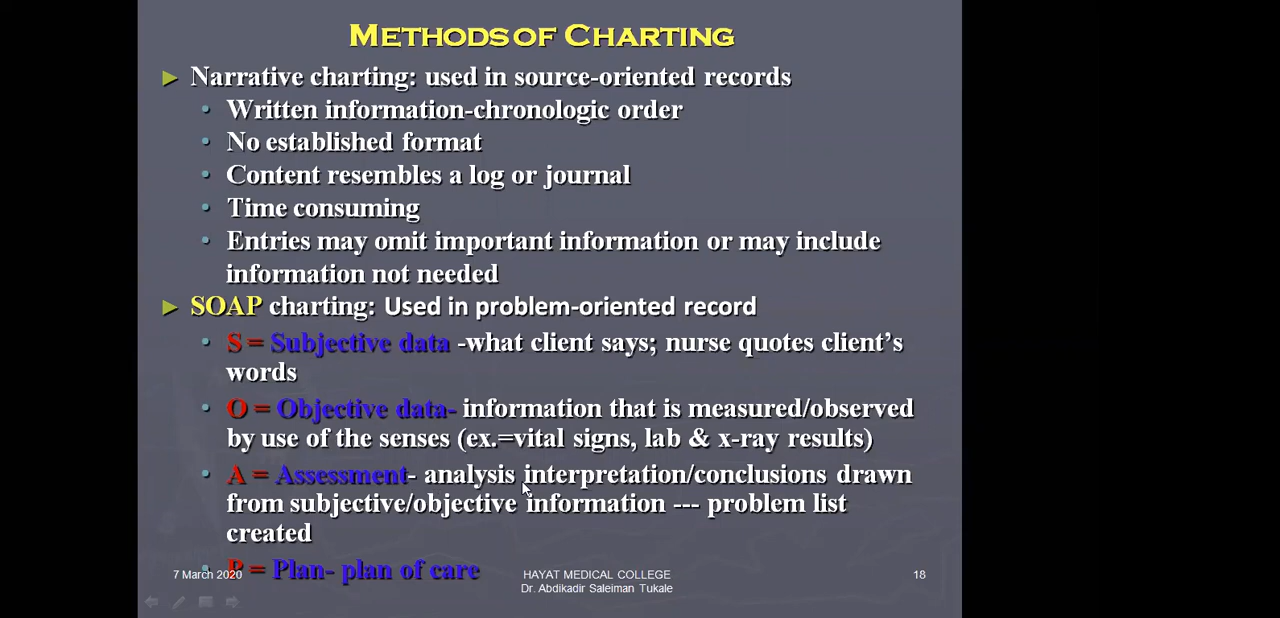 METHODS OF CHARTING
Narrative charting: used in source-oriented records
Written information-chronologic order
No established format
Content resembles a log or journal
Time consuming
Entries may omit important information or may include
information not needed
SOAP charting: Used in problem-oriented record
S = Subjective data -what client says; nurse quotes client's
words
O = Objective data- information that is measured/observed
by use of the senses (ex.=vital signs, lab & x-ray results)
A = Assessment- analysis interpretation/conclusions drawn
from subjective/objective information --- problem list
created
P = Plan- plan of care
7 March 2020
HAYAT MEDICAL COLLEGE
Dr. Abdikadir Saleiman Tukale
18